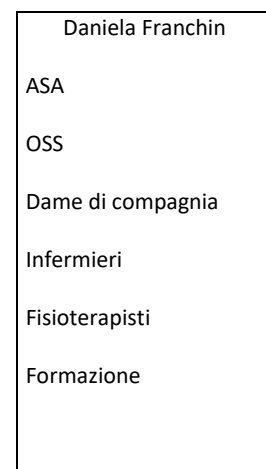 Daniela Franchin
ASA
OSS
Dame di compagnia
Infermieri
Fisioterapisti
Formazione